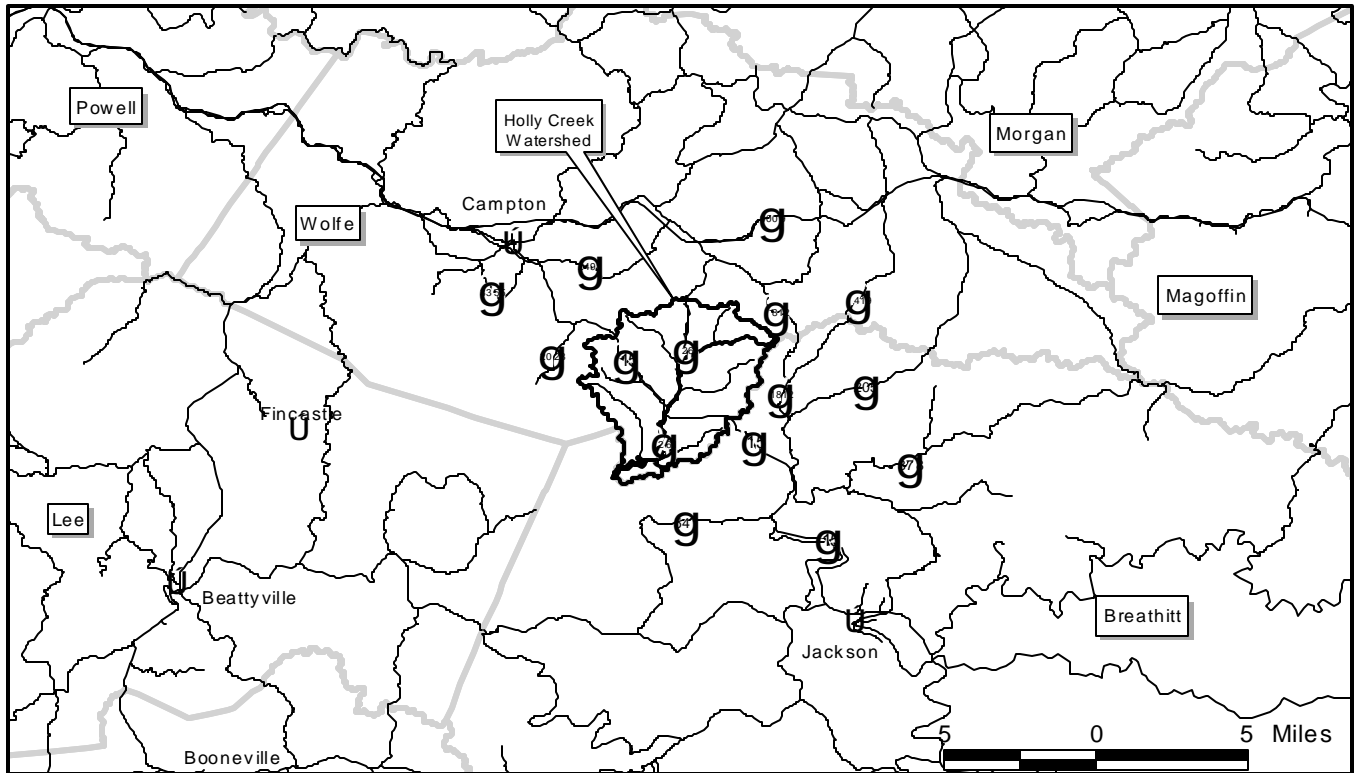 Powell
Holly Creek
Watershed
Morgan
Campton
Wolfe
g
ü
g
g
Magoffin
g
g
g
g
g
g
g
Fincastle
ü
g
g
g
g
Lee
g
g
ü
Beattyville
Breathitt
ü
Jackson
5 0 5 Miles
Booneville